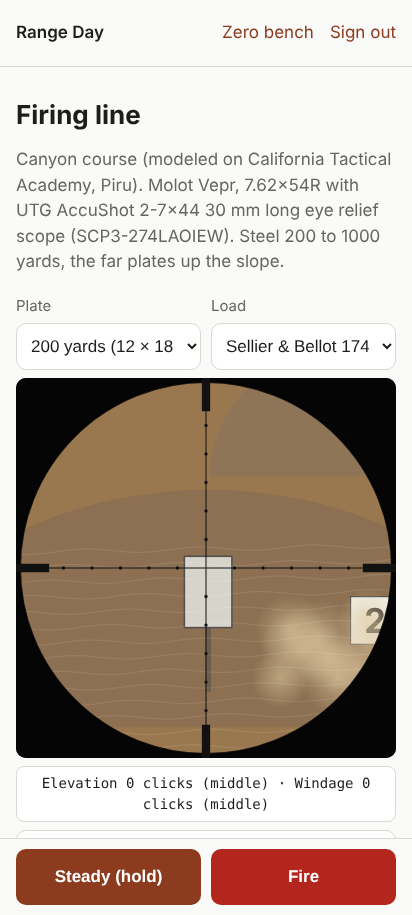 Range Day
Zero bench
Sign out
Firing line
Canyon course (modeled on California Tactical
Academy, Piru). Molot Vepr, 7.62×54R with
UTG AccuShot 2-7×44 30 mm long eye relief
scope (SCP3-274LAOIEW). Steel 200 to 1000
yards, the far plates up the slope.
Plate
Load
200 yards (12 × 18
Sellier & Bellot 174
2
Elevation 0 clicks (middle) · Windage 0
clicks (middle)
Steady (hold)
Fire